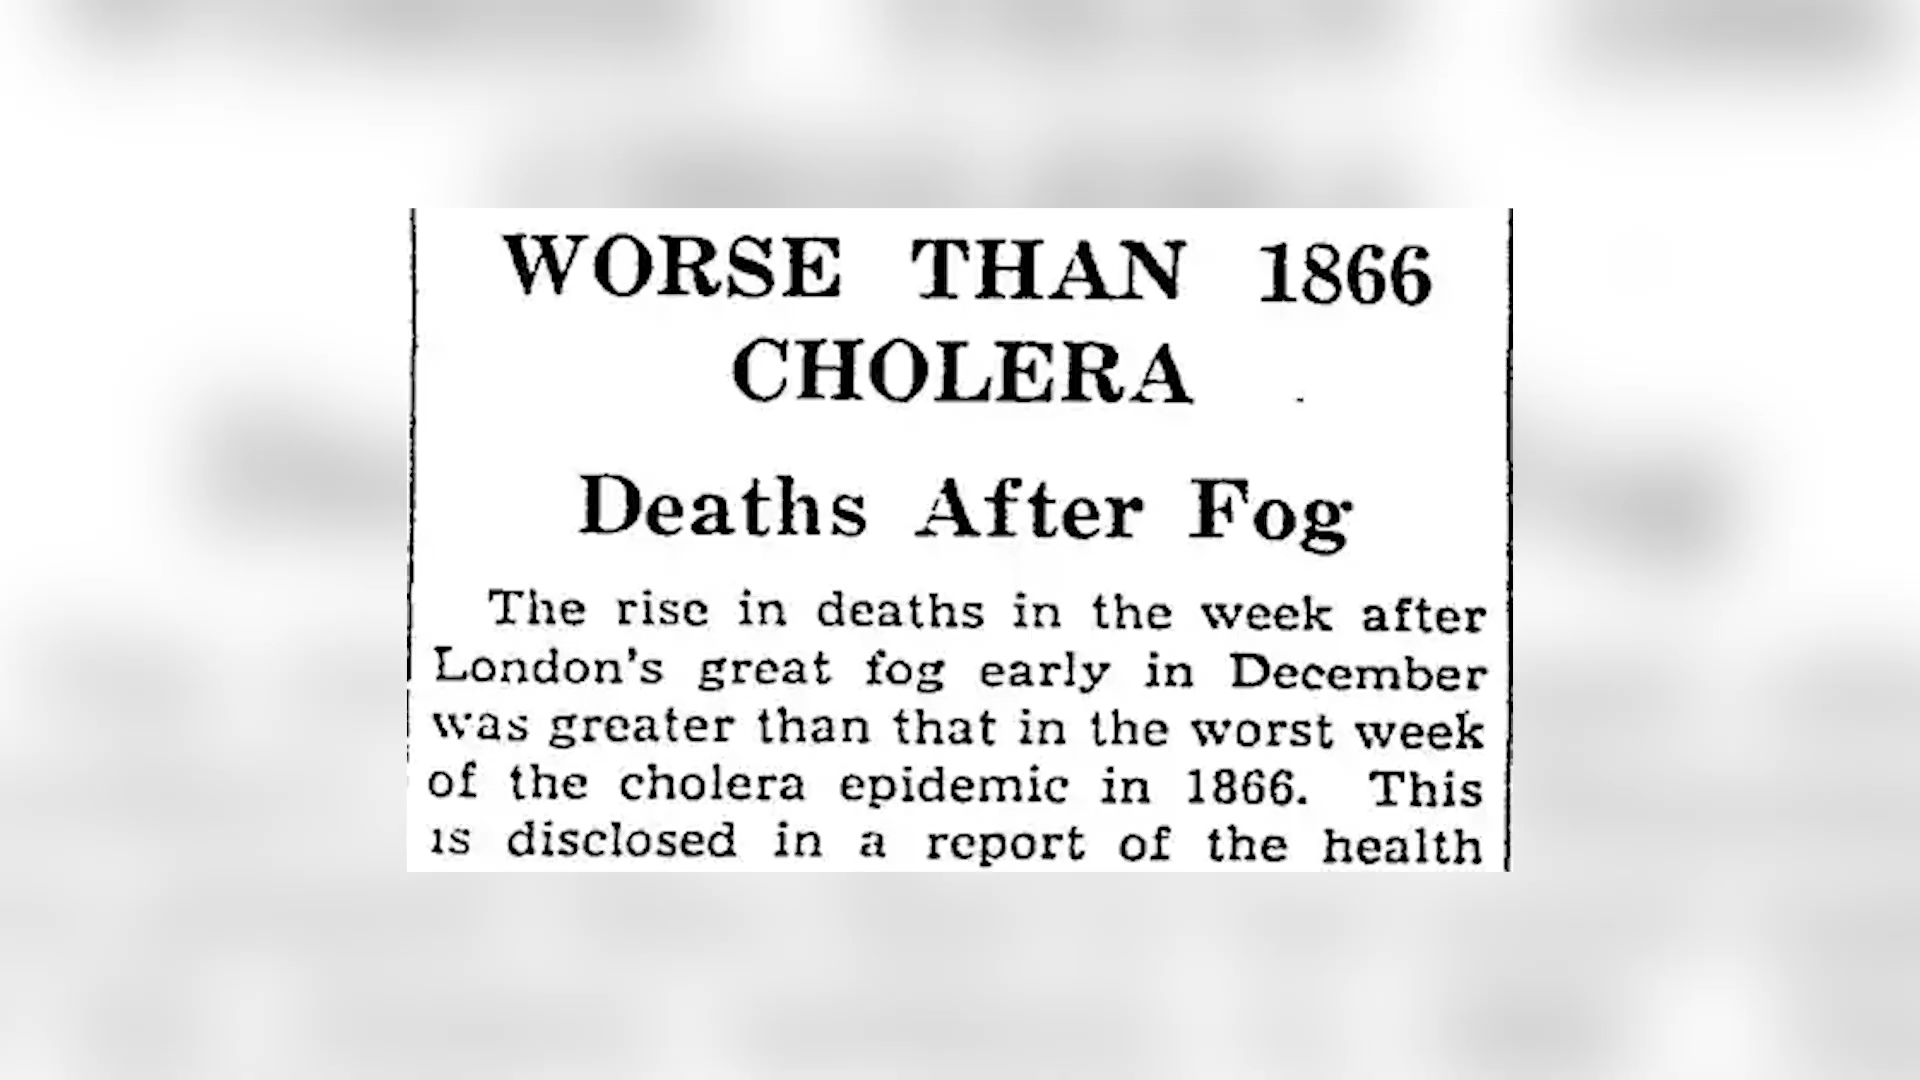 WORSE THAN 1866
CHOLERA
Deaths After Fog
The rise in deaths in the week after
London's great fog early in December
was greater than that in the worst week
of the cholera epidemic in 1866. This
is disclosed in a report of the health